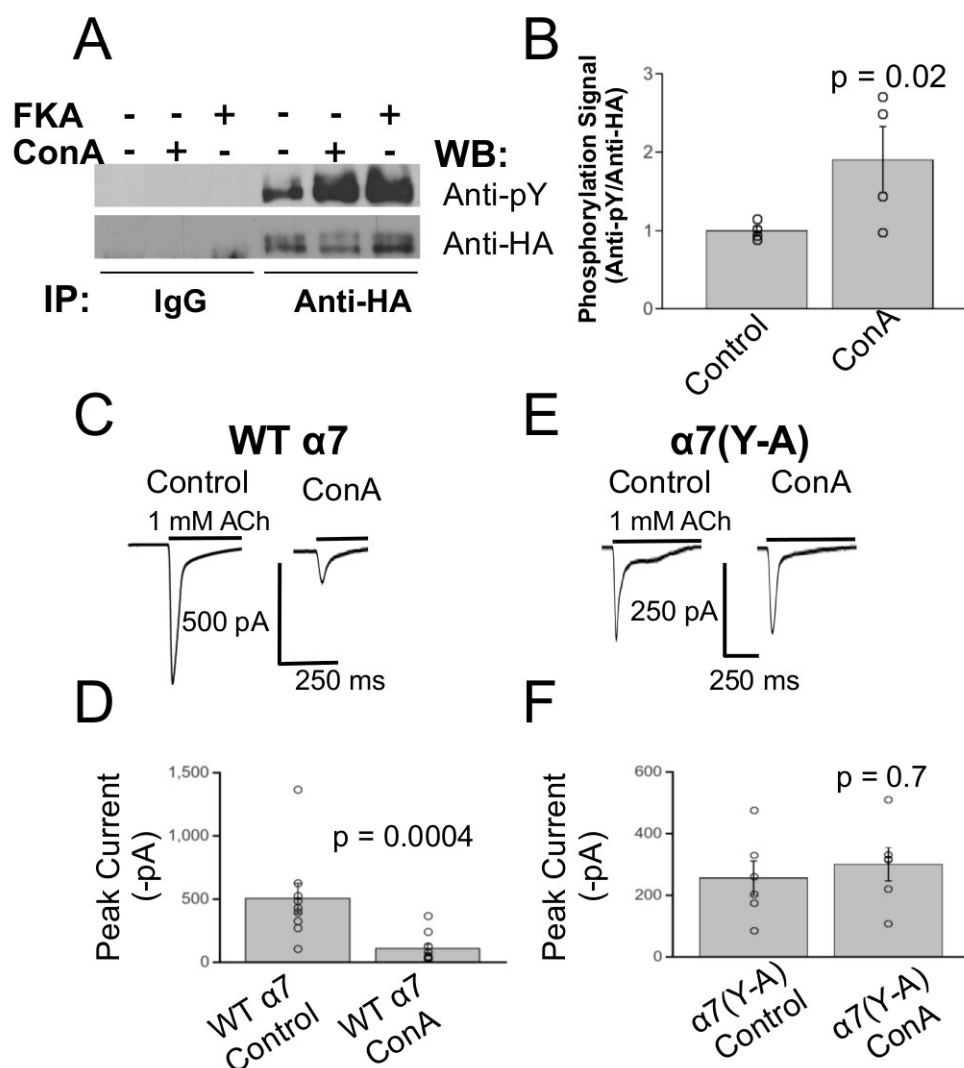 A
FKA - - + - - +
ConA - + - - + - WB:
Anti-pY
Anti-HA
IP: IgG Anti-HA
B
Phosphorylation Signal
(Anti-pY/Anti-HA)
3
2
1
0
p = 0.02
Control
ConA
C
WT α7
Control
ConA
1 mM ACh
500 pA
250 ms
E
α7(Y-A)
Control
ConA
1 mM ACh
250 pA
250 ms
D
Peak Current
(-pA)
1,500
1,000
500
0
p = 0.0004
WT α7
Control
WT α7
ConA
F
Peak Current
(-pA)
600
400
200
0
p = 0.7
α7(Y-A)
Control
α7(Y-A)
ConA